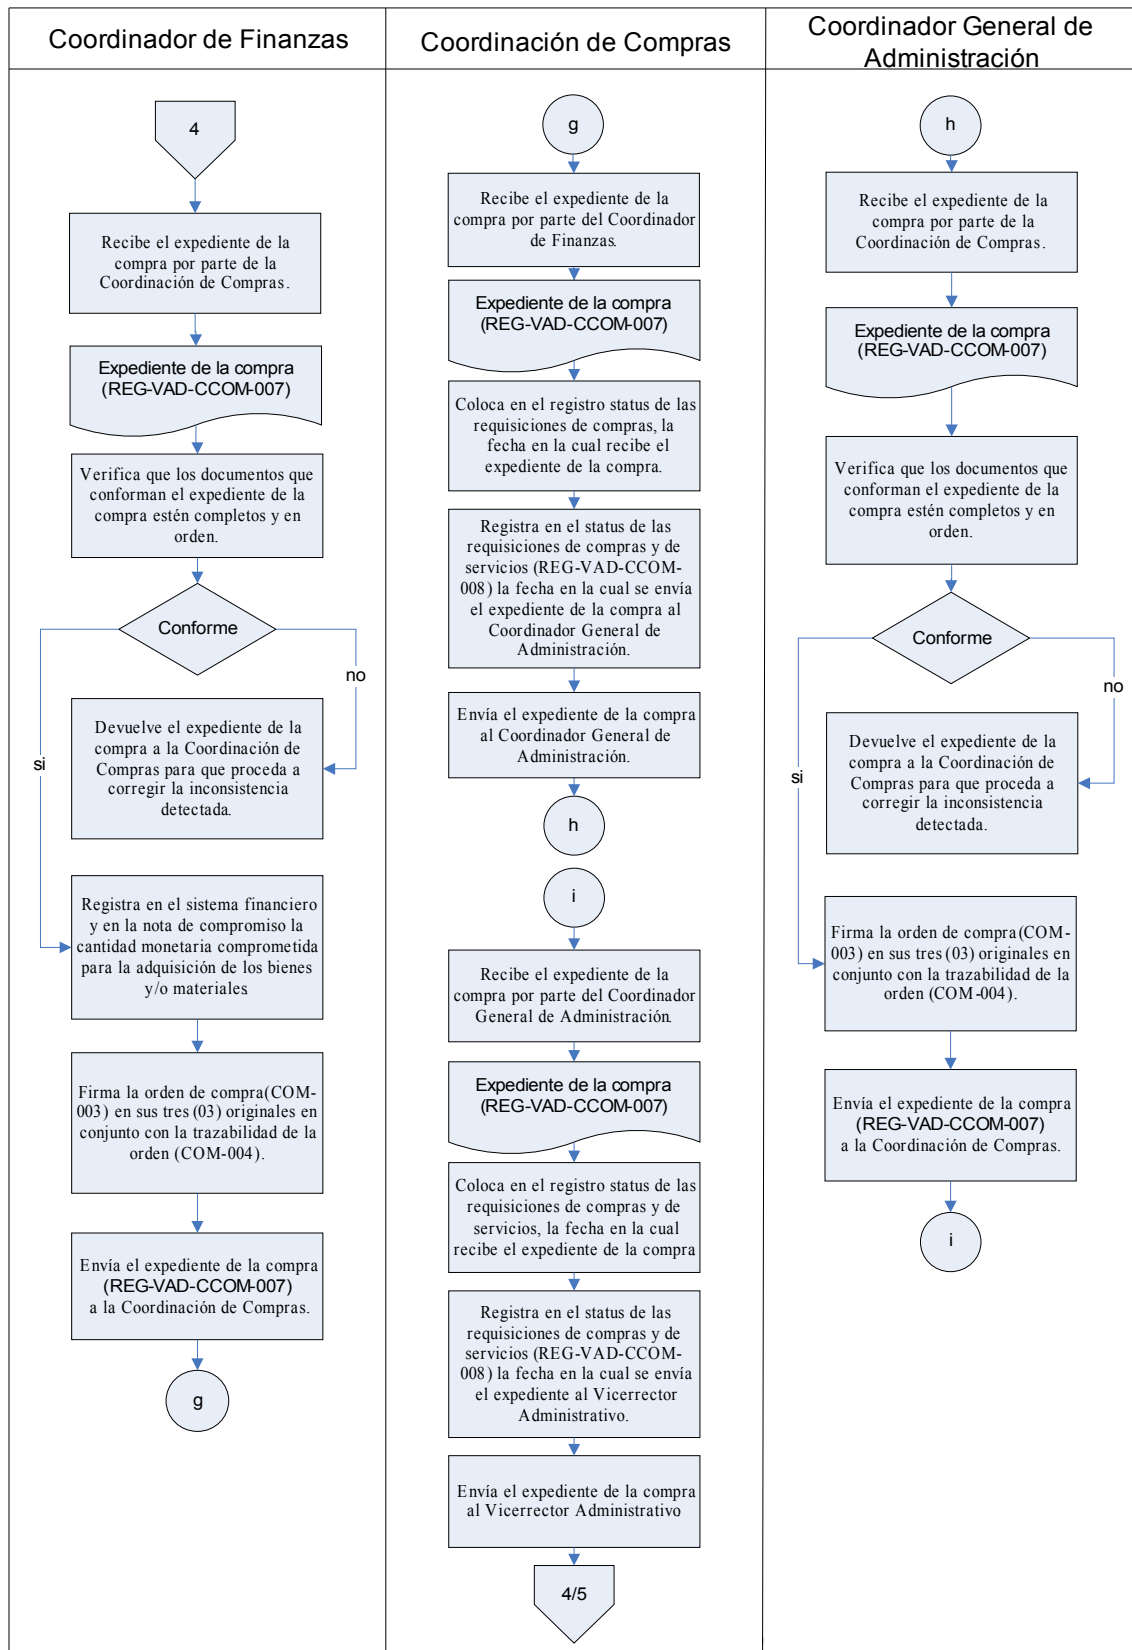 Coordinador de Finanzas
4
Recibe el expediente de la
compra por parte de la
Coordinación de Compras.
Expediente de la compra
(REG-VAD-CCOM-007)
Verifica que los documentos que
conforman el expediente de la
compra estén completos y en
orden.
Conforme
no
si
Devuelve el expediente de la
compra a la Coordinación de
Compras para que proceda a
corregir la inconsistencia
detectada.
Registra en el sistema financiero
y en la nota de compromiso la
cantidad monetaria comprometida
para la adquisición de los bienes
y/o materiales.
Firma la orden de compra(COM-
003) en sus tres (03) originales en
conjunto con la trazabilidad de la
orden (COM-004).
Envía el expediente de la compra
(REG-VAD-CCOM-007)
a la Coordinación de Compras.
g
Coordinación de Compras
g
Recibe el expediente de la
compra por parte del Coordinador
de Finanzas.
Expediente de la compra
(REG-VAD-CCOM-007)
Coloca en el registro status de las
requisiciones de compras, la
fecha en la cual recibe el
expediente de la compra.
Registra en el status de las
requisiciones de compras y de
servicios (REG-VAD-CCOM-
008) la fecha en la cual se envía
el expediente de la compra al
Coordinador General de
Administración.
Envía el expediente de la compra
al Coordinador General de
Administración.
h
i
Recibe el expediente de la
compra por parte del Coordinador
General de Administración.
Expediente de la compra
(REG-VAD-CCOM-007)
Coloca en el registro status de las
requisiciones de compras y de
servicios, la fecha en la cual
recibe el expediente de la compra
Registra en el status de las
requisiciones de compras y de
servicios (REG-VAD-CCOM-
008) la fecha en la cual se envía
el expediente al Vicerrector
Administrativo.
Envía el expediente de la compra
al Vicerrector Administrativo
4/5
Coordinador General de
Administración
h
Recibe el expediente de la
compra por parte de la
Coordinación de Compras.
Expediente de la compra
(REG-VAD-CCOM-007)
Verifica que los documentos que
conforman el expediente de la
compra estén completos y en
orden.
Conforme
no
si
Devuelve el expediente de la
compra a la Coordinación de
Compras para que proceda a
corregir la inconsistencia
detectada.
Firma la orden de compra(COM-
003) en sus tres (03) originales en
conjunto con la trazabilidad de la
orden (COM-004).
Envía el expediente de la compra
(REG-VAD-CCOM-007)
a la Coordinación de Compras.
i